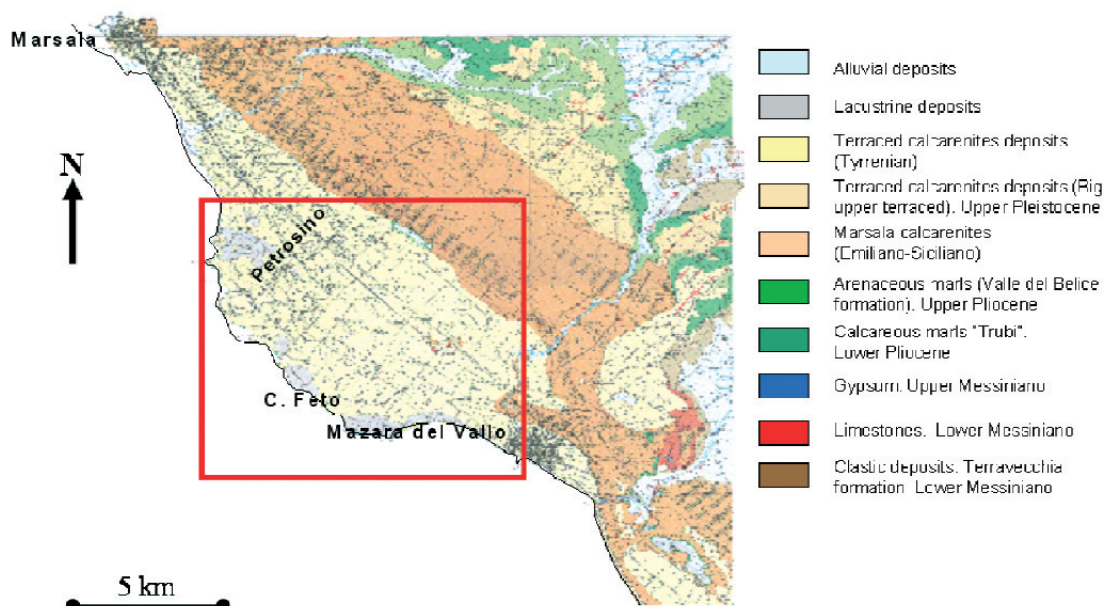 Marsala
N
Petrosino
C. Feto
Mazara del Vallo
5 km
Alluvial deposits
Lacustrine deposits
Terraced calcarenites deposits
(Tyrrenian)
Terraced calcarenites deposits (Rig
upper terraced). Upper Pleistocene
Marsala calcarenites
(Emiliano-Siciliano)
Arenaceous marls (Valle del Belice
formation). Upper Pliocene
Calcareous marls "Trubi".
Lower Pliocene
Gypsum. Upper Messiniano
Limestones. Lower Messiniano
Clastic deposits. Terravecchia
formation Lower Messiniano